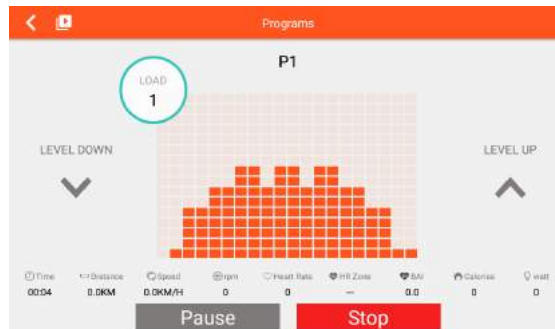 Programs
P1
LOAD
1
LEVEL DOWN
LEVEL UP
Time Distance Speed rpm Heart Rate HR Zone BAI Calories watt
00:04 0.0KM 0.0KM/H 0 0 -- 0.0 0 0
Pause Stop